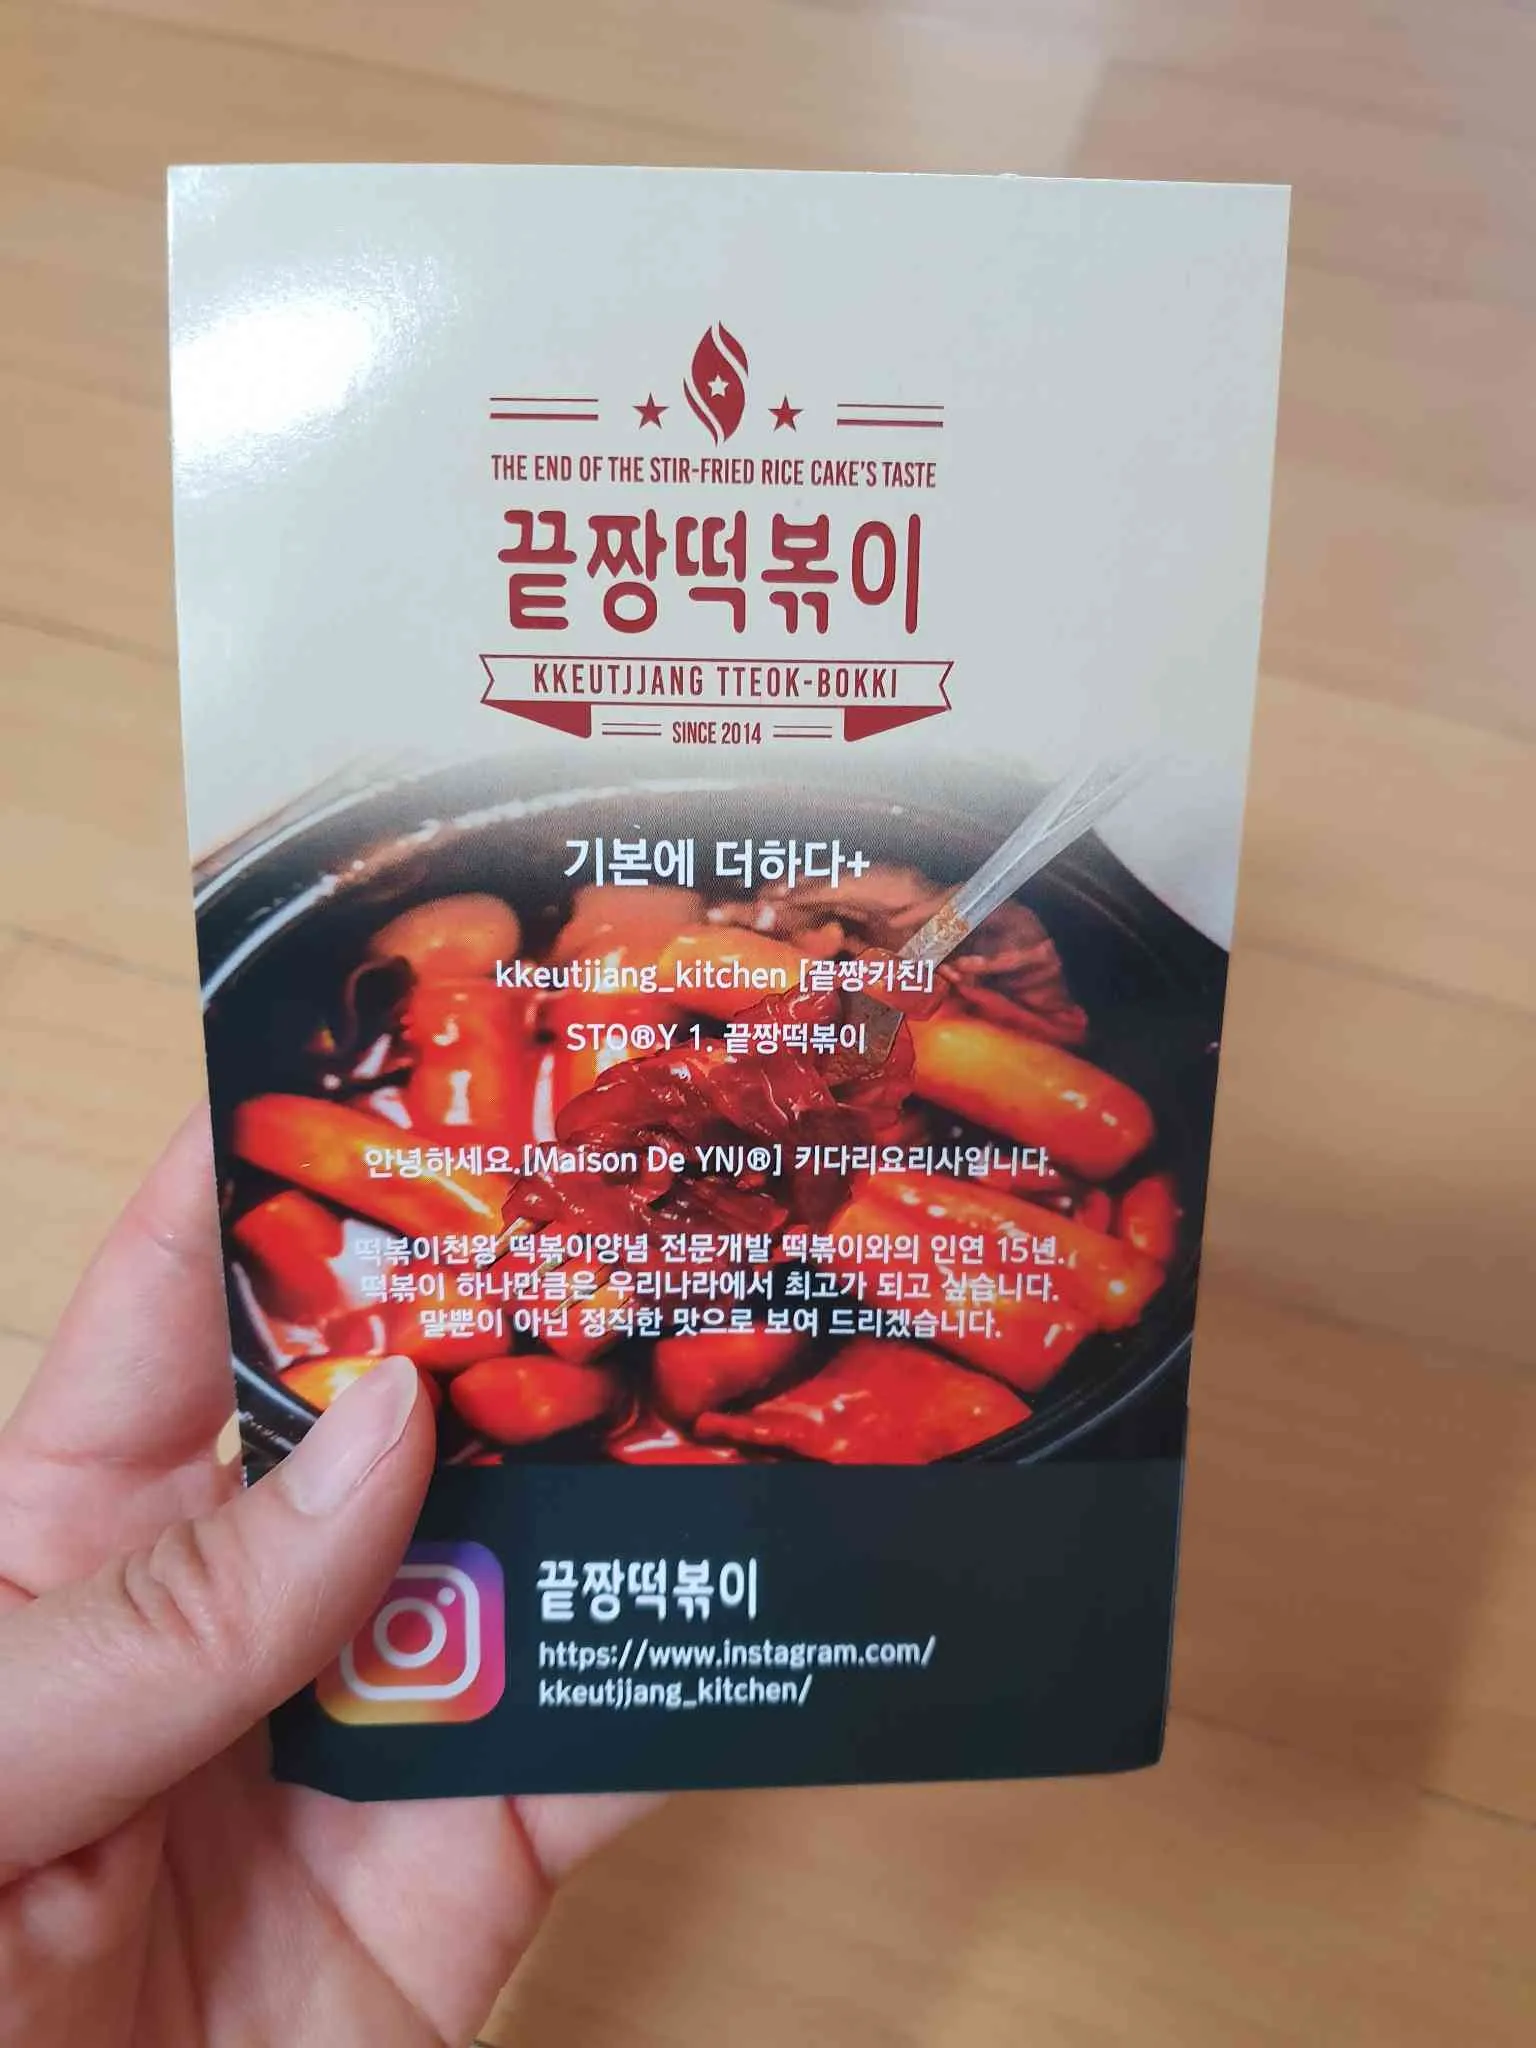 THE END OF THE STIR-FRIED RICE CAKE'S TASTE
끝짱떡볶이
KKEUTJJANG TTEOK-BOKKI
SINCE 2014
기본에 더하다+
kkeutjjang_kitchen [끝짱키친]
STO®Y 1. 끝짱떡볶이
안녕하세요.[Maison De YNJ®] 키다리요리사입니다.
떡볶이천왕 떡볶이양념 전문개발 떡볶이와의 인연 15년.
떡볶이 하나만큼은 우리나라에서 최고가 되고 싶습니다.
말뿐이 아닌 정직한 맛으로 보여 드리겠습니다.
끝짱떡볶이
https://www.instagram.com/
kkeutjjang_kitchen/